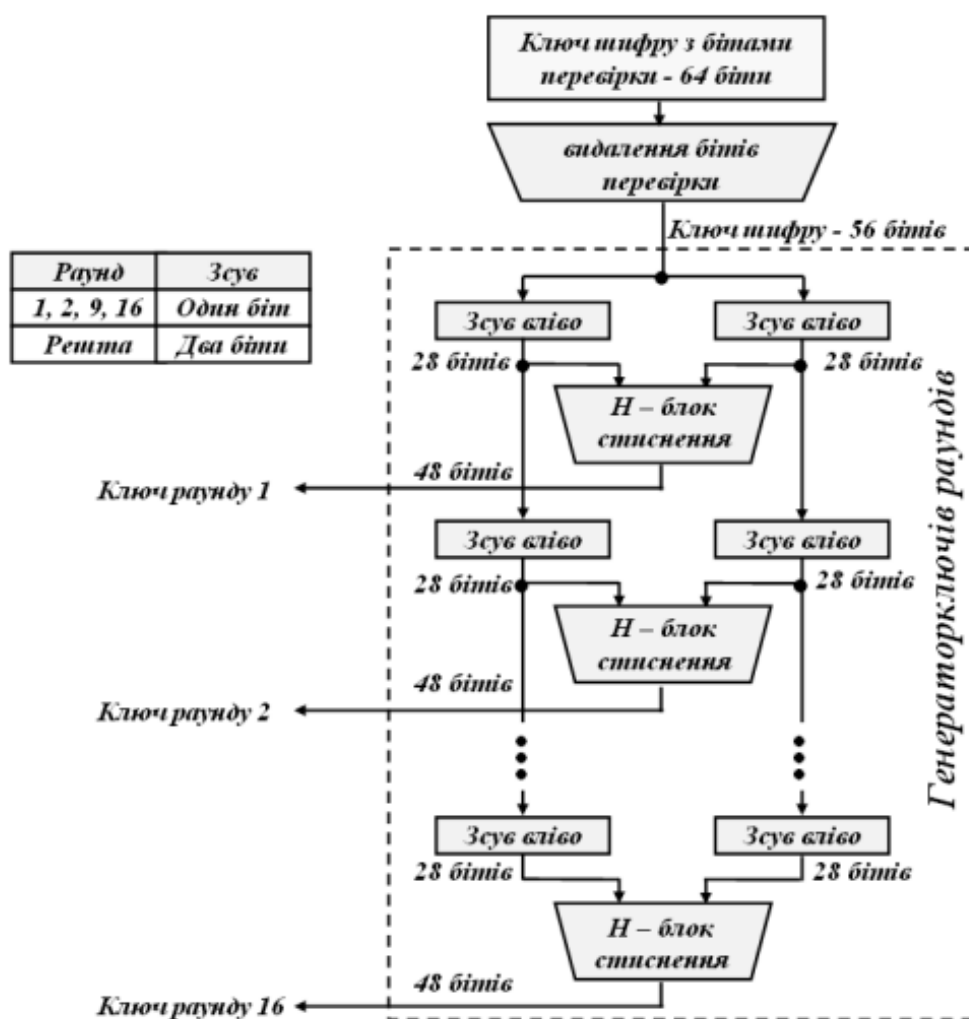 Ключ шифру з бітами
перевірки - 64 біти
видалення бітів
перевірки
Ключ шифру - 56 бітів
Раунд Зсув
1, 2, 9, 16 Один біт
Решта Два біти
Зсув вліво Зсув вліво
28 бітів 28 бітів
Н – блок
стиснення
48 бітів
Ключ раунду 1
Зсув вліво Зсув вліво
28 бітів 28 бітів
Н – блок
стиснення
48 бітів
Ключ раунду 2
Зсув вліво Зсув вліво
28 бітів 28 бітів
Н – блок
стиснення
48 бітів
Ключ раунду 16
Генераторключів раундів